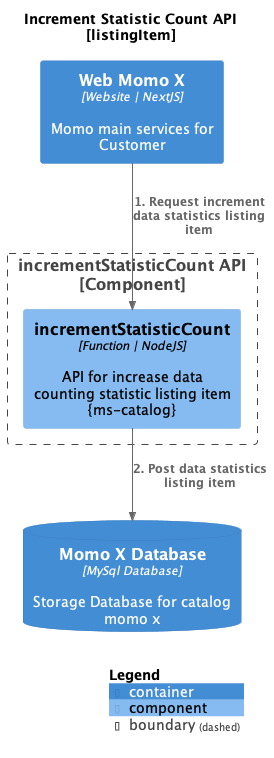 Increment Statistic Count API
[listingItem]
Web Momo X
[Website | NextJS]
Momo main services for
Customer
1. Request increment
data statistics listing
item
incrementStatisticCount API
[Component]
incrementStatisticCount
[Function | NodeJS]
API for increase data
counting statistic listing item
{ms-catalog}
2. Post data statistics
listing item
Momo X Database
[MySql Database]
Storage Database for catalog
momo x
Legend
container
component
boundary (dashed)